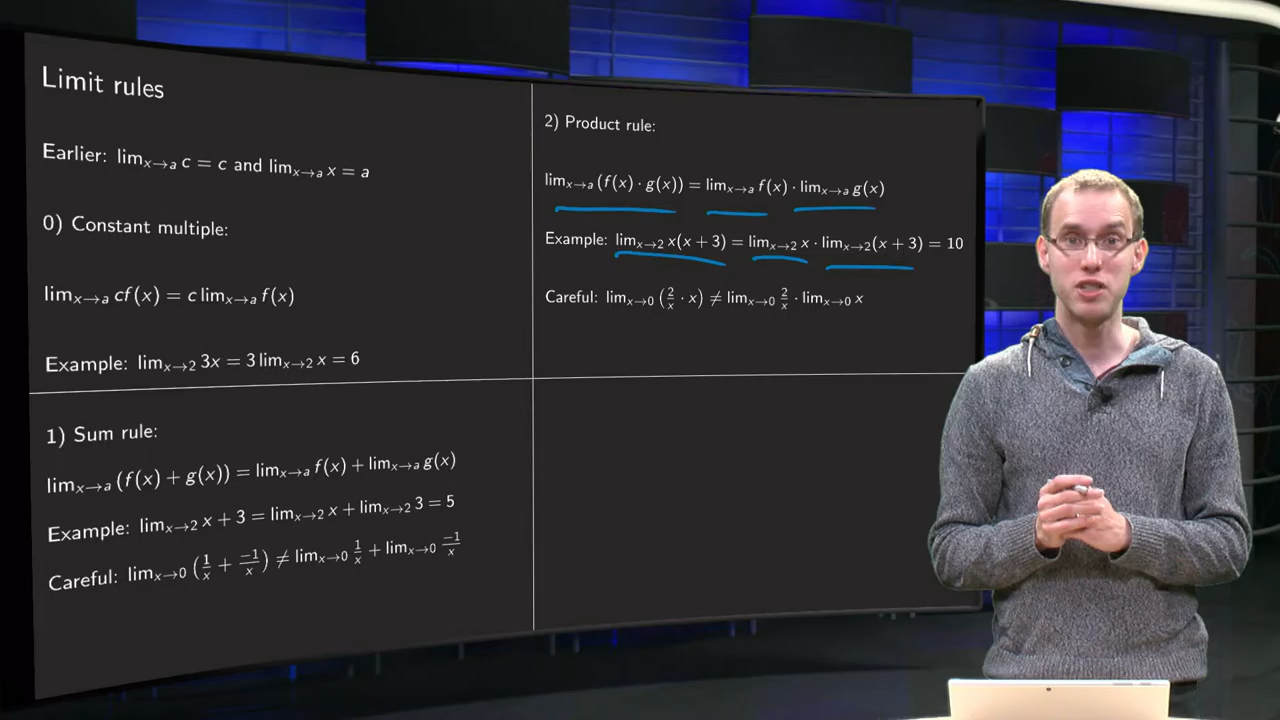 Limit rules
Earlier: lim_{x→a} c = c and lim_{x→a} x = a
0) Constant multiple:
lim_{x→a} cf(x) = c lim_{x→a} f(x)
Example: lim_{x→2} 3x = 3 lim_{x→2} x = 6
1) Sum rule:
lim_{x→a} (f(x) + g(x)) = lim_{x→a} f(x) + lim_{x→a} g(x)
Example: lim_{x→2} x + 3 = lim_{x→2} x + lim_{x→2} 3 = 5
Careful: lim_{x→0} (1/x + -1/x) ≠ lim_{x→0} 1/x + lim_{x→0} -1/x
2) Product rule:
lim_{x→a} (f(x) · g(x)) = lim_{x→a} f(x) · lim_{x→a} g(x)
Example: lim_{x→2} x(x + 3) = lim_{x→2} x · lim_{x→2}(x + 3) = 10
Careful: lim_{x→0} (2/x · x) ≠ lim_{x→0} 2/x · lim_{x→0} x